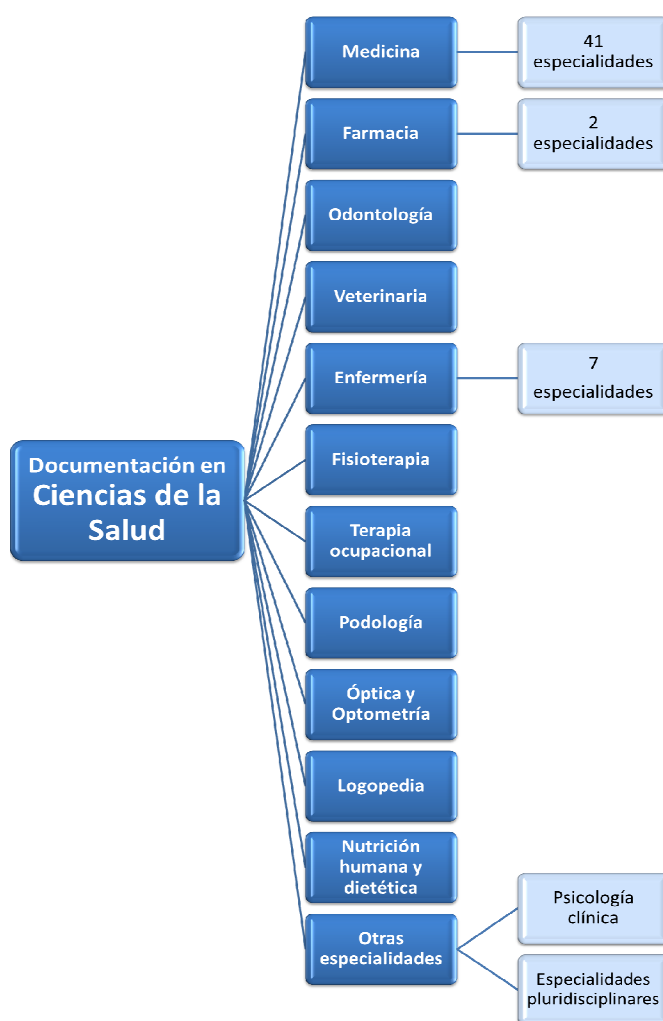 Medicina
41
especialidades
Farmacia
2
especialidades
Odontología
Veterinaria
Enfermería
7
especialidades
Documentación en
Ciencias de la
Salud
Fisioterapia
Terapia
ocupacional
Podología
Óptica y
Optometría
Logopedia
Nutrición
humana y
dietética
Otras
especialidades
Psicología
clínica
Especialidades
pluridisciplinares